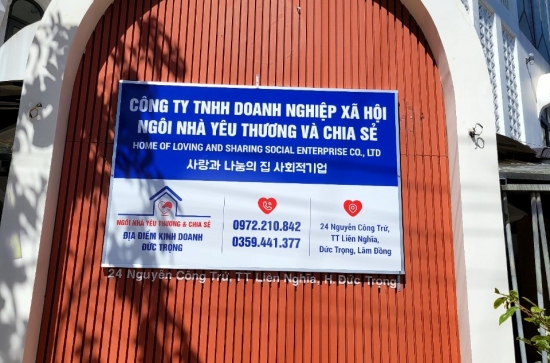 CÔNG TY TNHH DOANH NGHIỆP XÃ HỘI
NGÔI NHÀ YÊU THƯƠNG VÀ CHIA SẺ
HOME OF LOVING AND SHARING SOCIAL ENTERPRISE CO., LTD
사랑과 나눔의 집 사회적기업
NGÔI NHÀ YÊU THƯƠNG & CHIA SẺ
ĐỊA ĐIỂM KINH DOANH
ĐỨC TRỌNG
0972.210.842
0359.441.377
24 Nguyễn Công Trứ,
TT Liên Nghĩa,
Đức Trọng, Lâm Đồng
24 Nguyễn Công Trứ, TT Liên Nghĩa, H. Đức Trọng